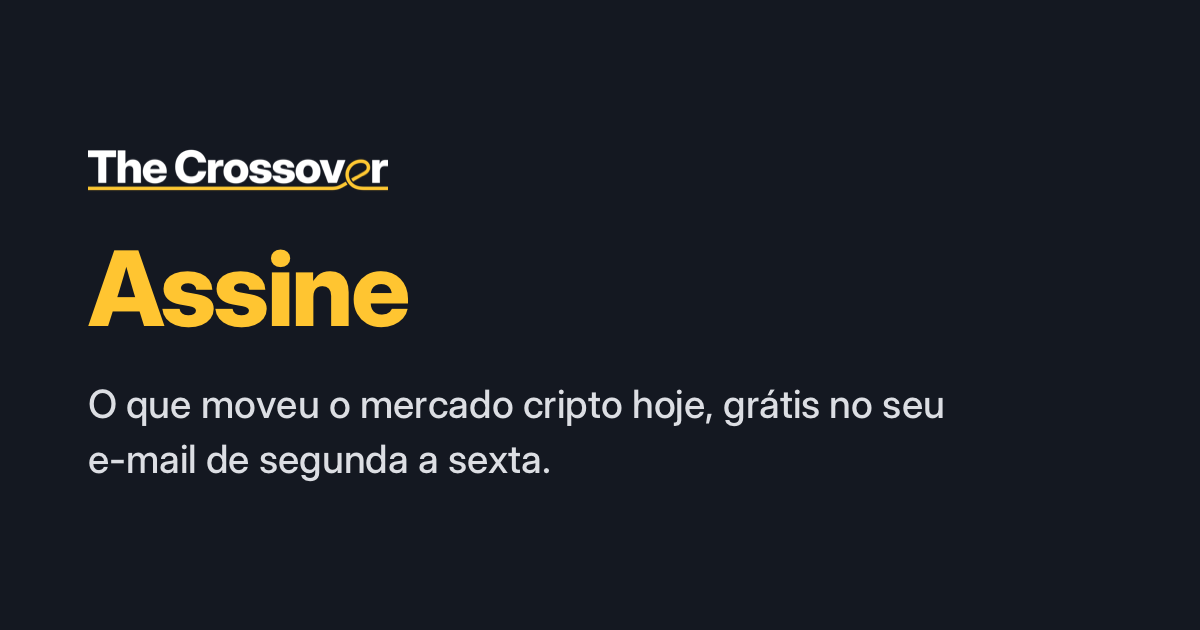 The Crossover
Assine
O que moveu o mercado cripto hoje, grátis no seu
e-mail de segunda a sexta.